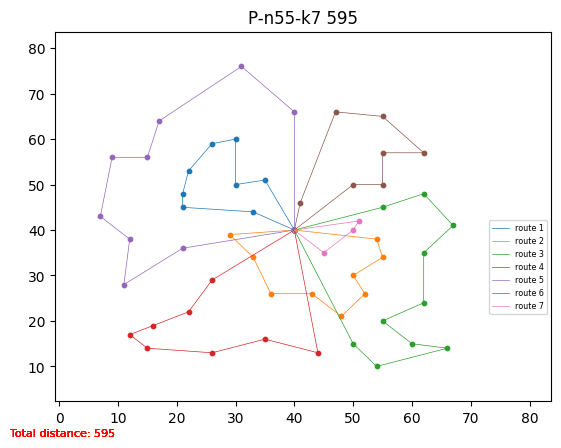 P-n55-k7 595
80
70
60
50
40
30
20
10
0 10 20 30 40 50 60 70 80
route 1
route 2
route 3
route 4
route 5
route 6
route 7
Total distance: 595